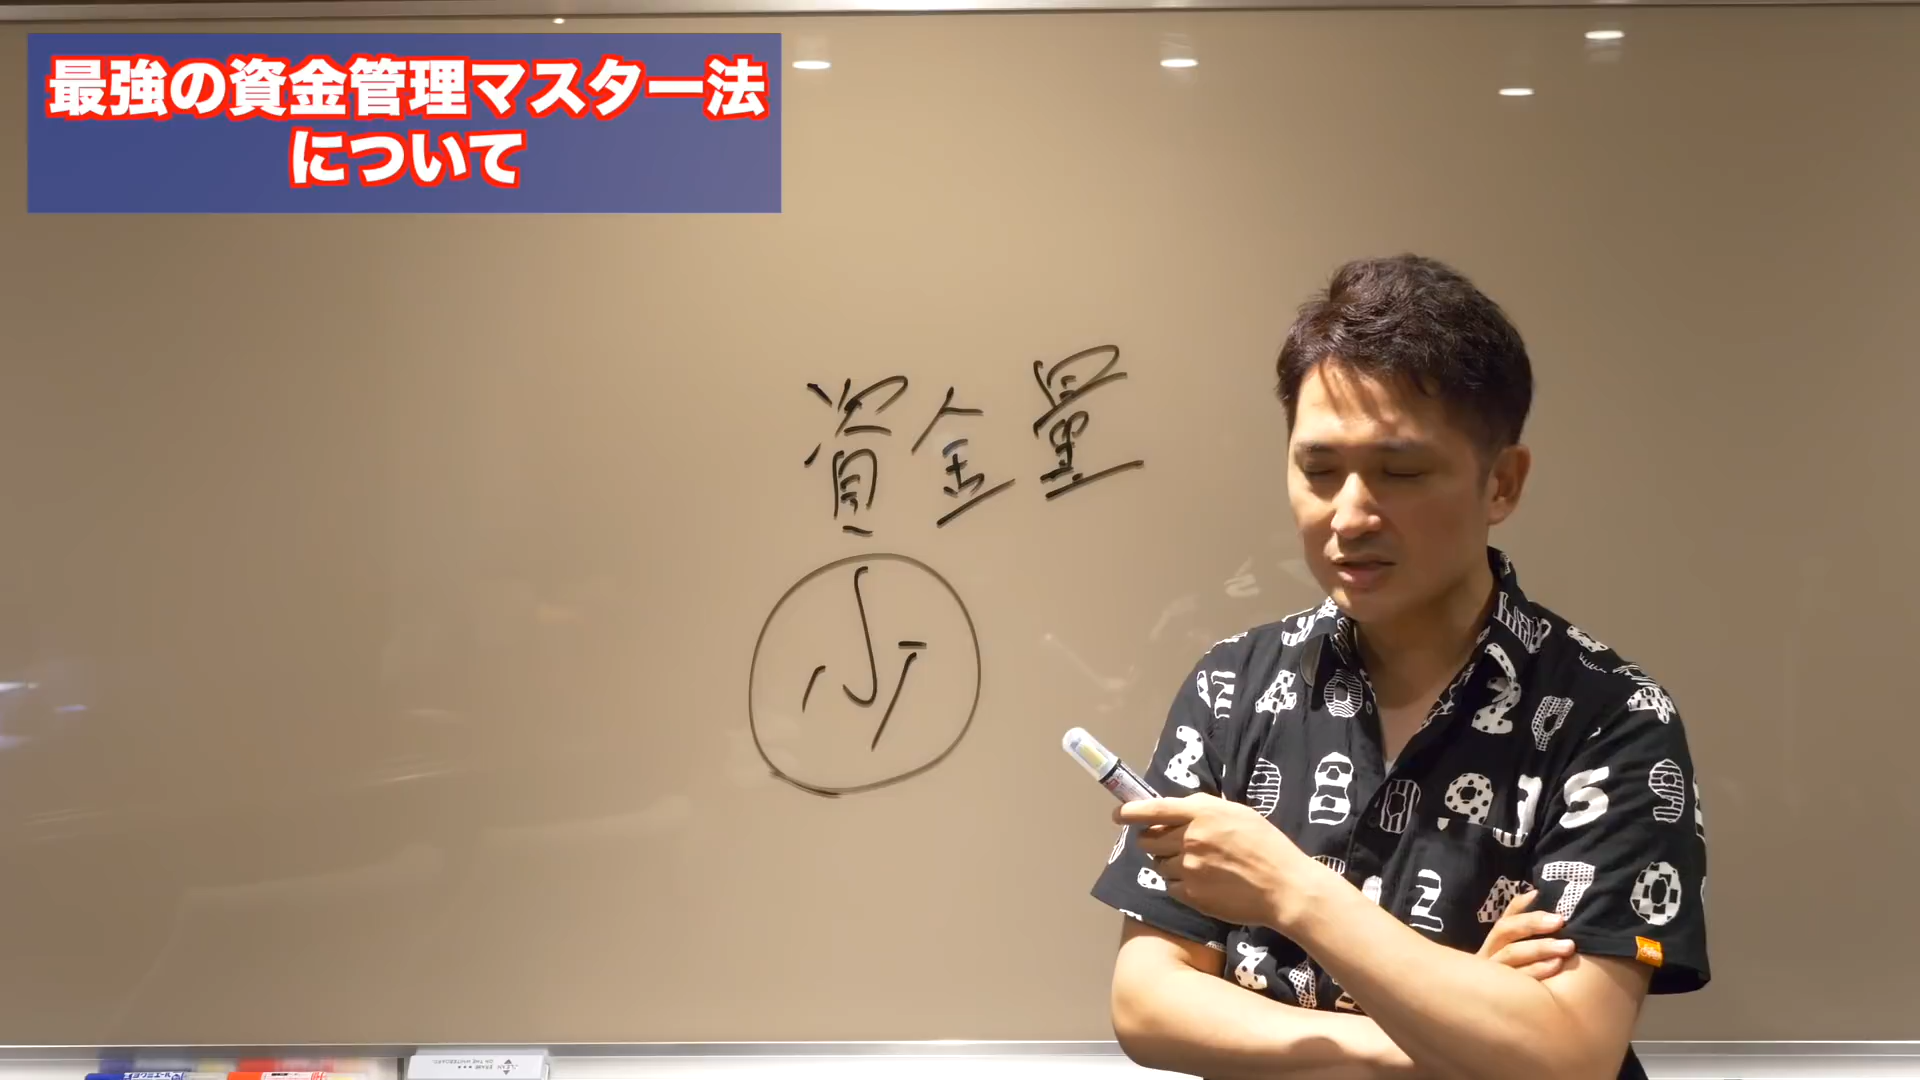 最強の資金管理マスター法
について
資金量
少